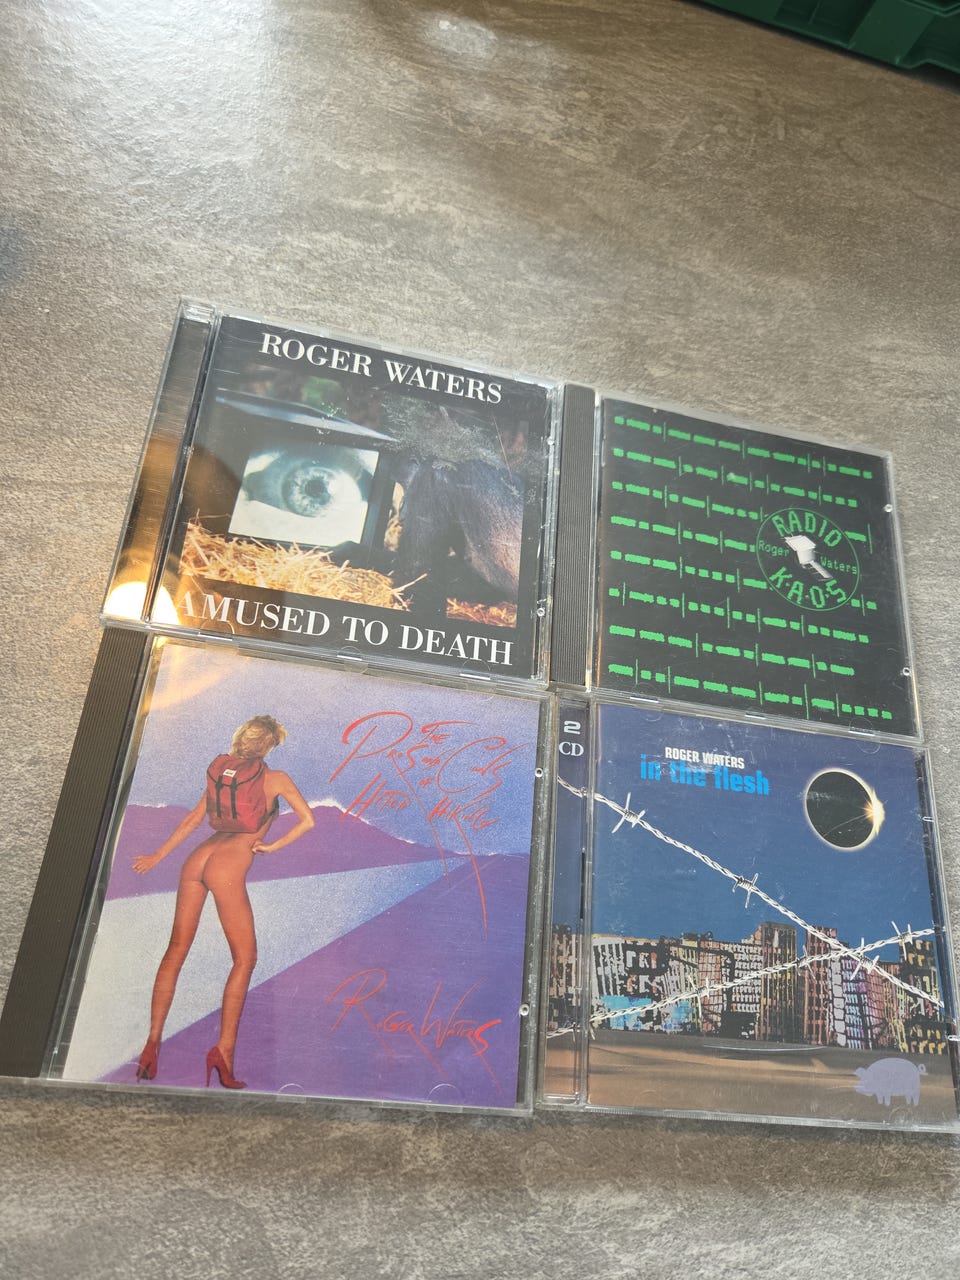 ROGER WATERS
AMUSED TO DEATH
RADIO
Roger Waters
K·A·O·S
THE
PROS AND CONS
OF
HITCH HIKING
ROGER WATERS
2
CD
ROGER WATERS
in the flesh